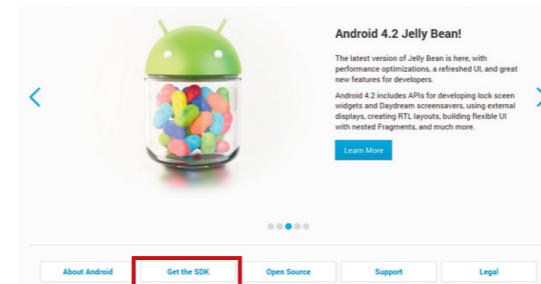 Android 4.2 Jelly Bean!
The latest version of Jelly Bean is here, with
performance optimizations, a refreshed UI, and great
new features for developers.
Android 4.2 includes APIs for developing lock sceen
widgets and Daydream screensavers, using external
displays, creating RTL layouts, building flexible UI
with nested Fragments, and much more.
Learn More
About Android Get the SDK Open Source Support Legal